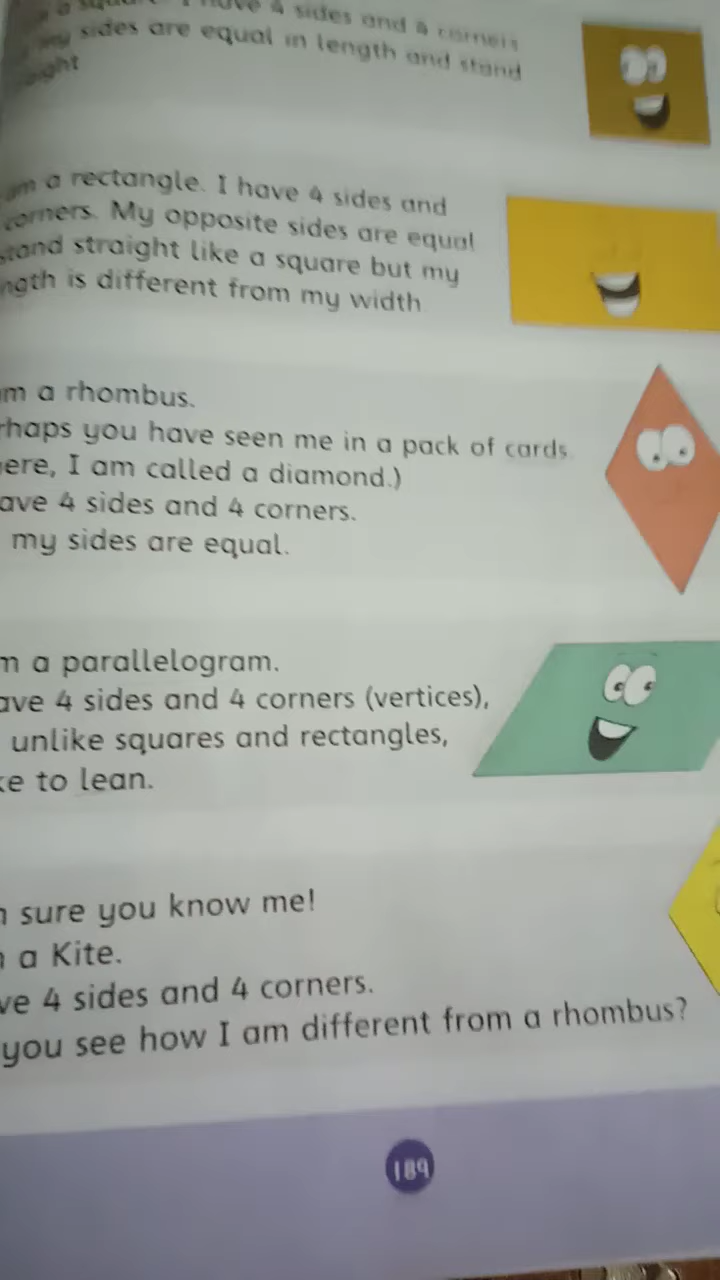 a square. I have 4 sides and 4 corners
my sides are equal in length and stand
am a rectangle. I have 4 sides and
corners. My opposite sides are equal
stand straight like a square but my
ngth is different from my width
m a rhombus.
rhaps you have seen me in a pack of cards.
ere, I am called a diamond.)
ave 4 sides and 4 corners.
my sides are equal.
m a parallelogram.
ave 4 sides and 4 corners (vertices),
unlike squares and rectangles,
ke to lean.
sure you know me!
a Kite.
ve 4 sides and 4 corners.
you see how I am different from a rhombus?
189